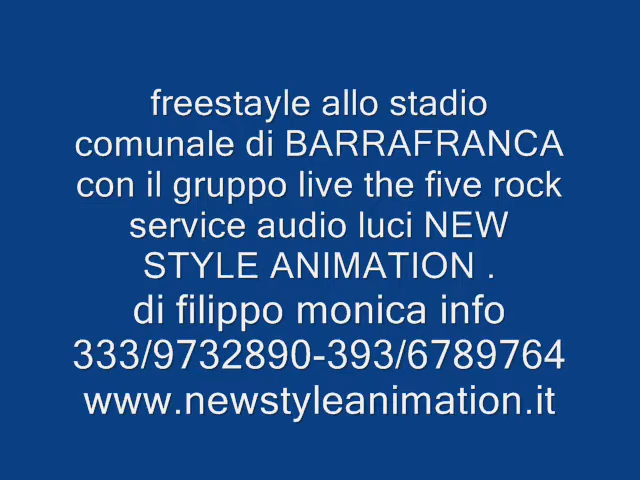 freestayle allo stadio
comunale di BARRAFRANCA
con il gruppo live the five rock
service audio luci NEW
STYLE ANIMATION .
di filippo monica info
333/9732890-393/6789764
www.newstyleanimation.it